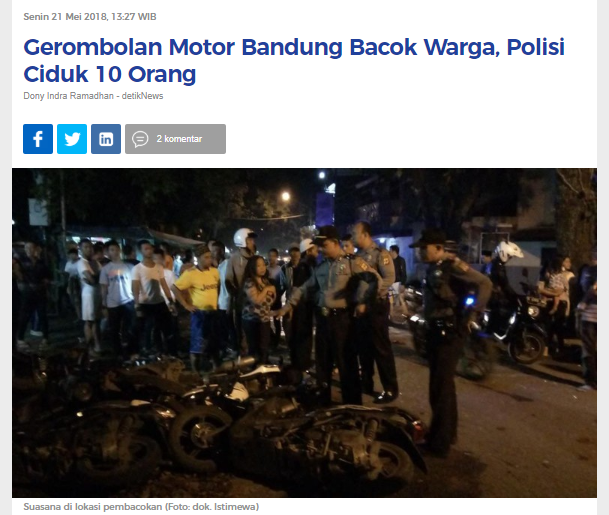 Senin 21 Mei 2018, 13:27 WIB
Gerombolan Motor Bandung Bacok Warga, Polisi
Ciduk 10 Orang
Dony Indra Ramadhan - detikNews
2 komentar
Suasana di lokasi pembacokan (Foto: dok. Istimewa)